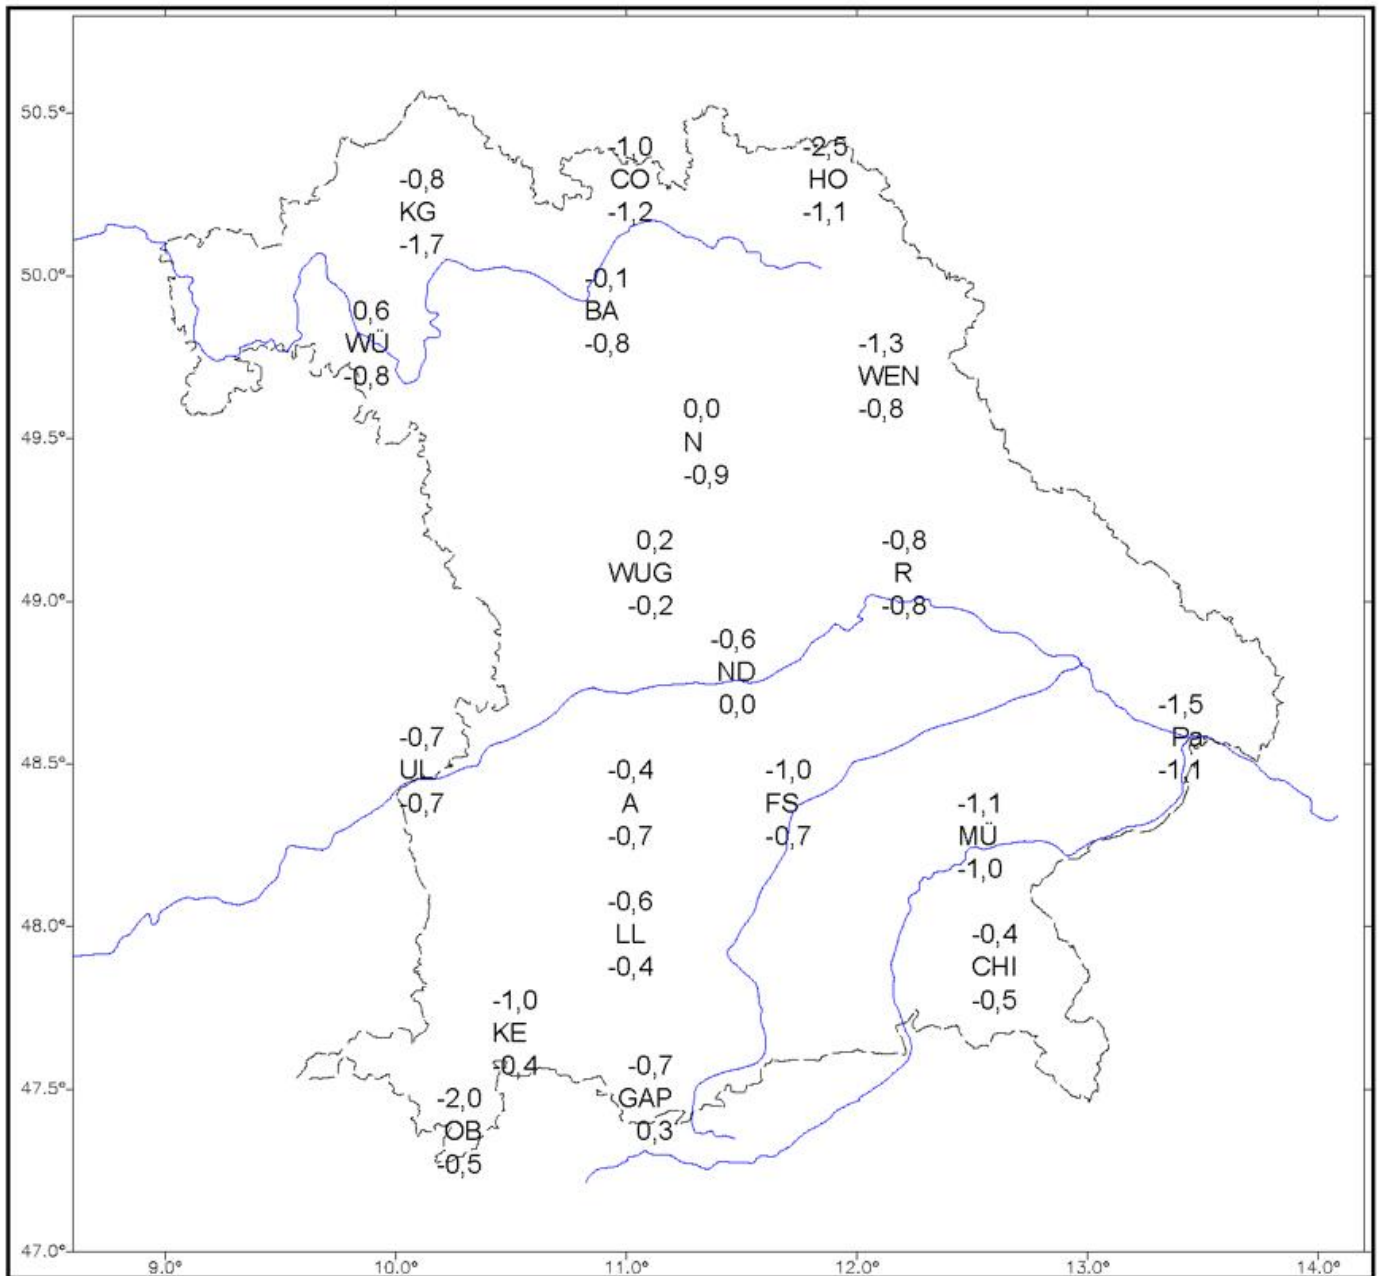 50.5°
-1,0
-2,5
CO
HO
-0,8
KG
-1,2
-1,1
-1,7
50.0°
-0,1
BA
0,6
WÜ
-0,8
-1,3
-0,8
WEN
0,0
-0,8
49.5°
N
-0,9
0,2
-0,8
WUG
R
49.0°
-0,2
-0,8
-0,6
ND
0,0
-1,5
-0,7
Pa
48.5°
UL
-0,4
-1,0
-1,1
-0,7
A
FS
-1,1
-0,7
-0,7
MÜ
-1,0
-0,6
48.0°
LL
-0,4
-0,4
CHI
-1,0
-0,5
KE
-0,4
-0,7
47.5°
-2,0
GAP
OB
0,3
-0,5
47.0°
9.0° 10.0° 11.0° 12.0° 13.0° 14.0°